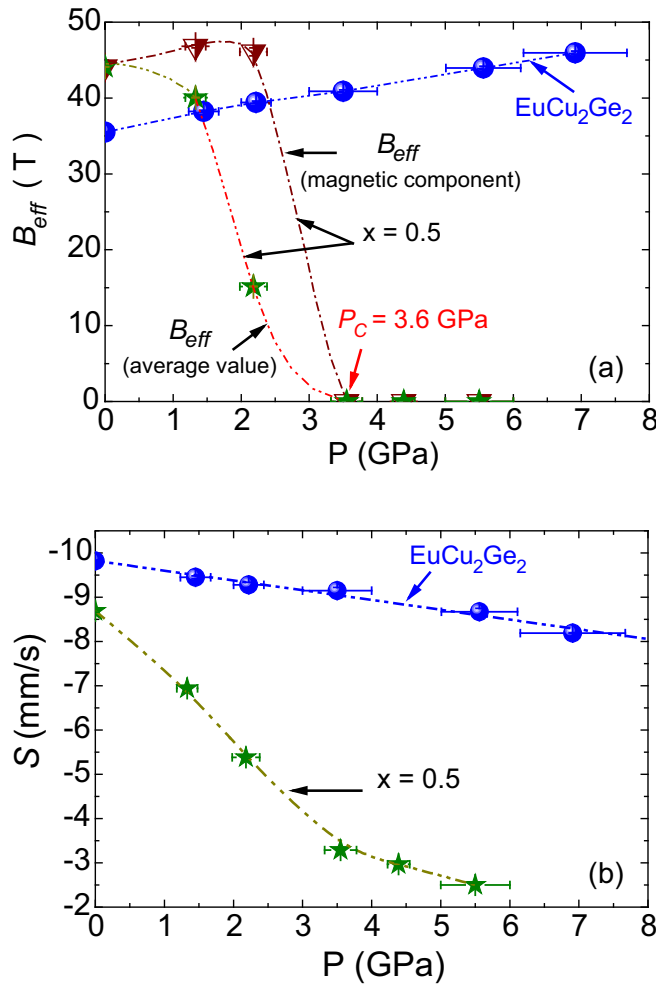 50
40
30
20
10
0
B_eff ( T )
EuCu₂Ge₂
B_eff
(magnetic component)
x = 0.5
P_C = 3.6 GPa
B_eff
(average value)
(a)
0 1 2 3 4 5 6 7 8
P (GPa)
-10
-9
-8
-7
-6
-5
-4
-3
-2
S (mm/s)
EuCu₂Ge₂
x = 0.5
(b)
0 1 2 3 4 5 6 7 8
P (GPa)